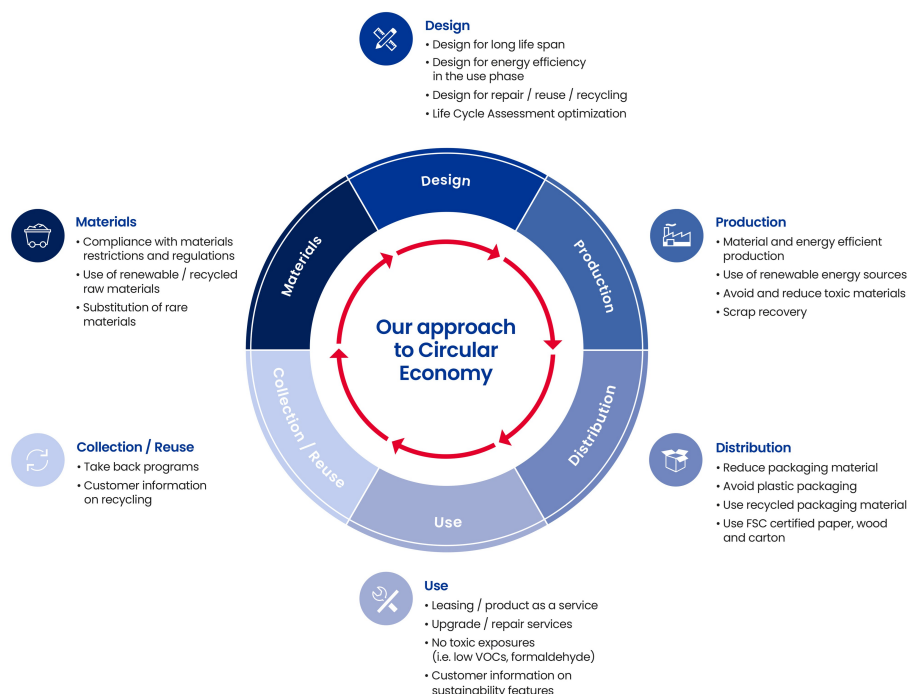 Design
• Design for long life span
• Design for energy efficiency
in the use phase
• Design for repair / reuse / recycling
• Life Cycle Assessment optimization
Design
Materials
Production
Collection / Reuse
Distribution
Use
Our approach
to Circular
Economy
Materials
• Compliance with materials
restrictions and regulations
• Use of renewable / recycled
raw materials
• Substitution of rare
materials
Production
• Material and energy efficient
production
• Use of renewable energy sources
• Avoid and reduce toxic materials
• Scrap recovery
Collection / Reuse
• Take back programs
• Customer information
on recycling
Distribution
• Reduce packaging material
• Avoid plastic packaging
• Use recycled packaging material
• Use FSC certified paper, wood
and carton
Use
• Leasing / product as a service
• Upgrade / repair services
• No toxic exposures
(i.e. low VOCs, formaldehyde)
• Customer information on
sustainability features